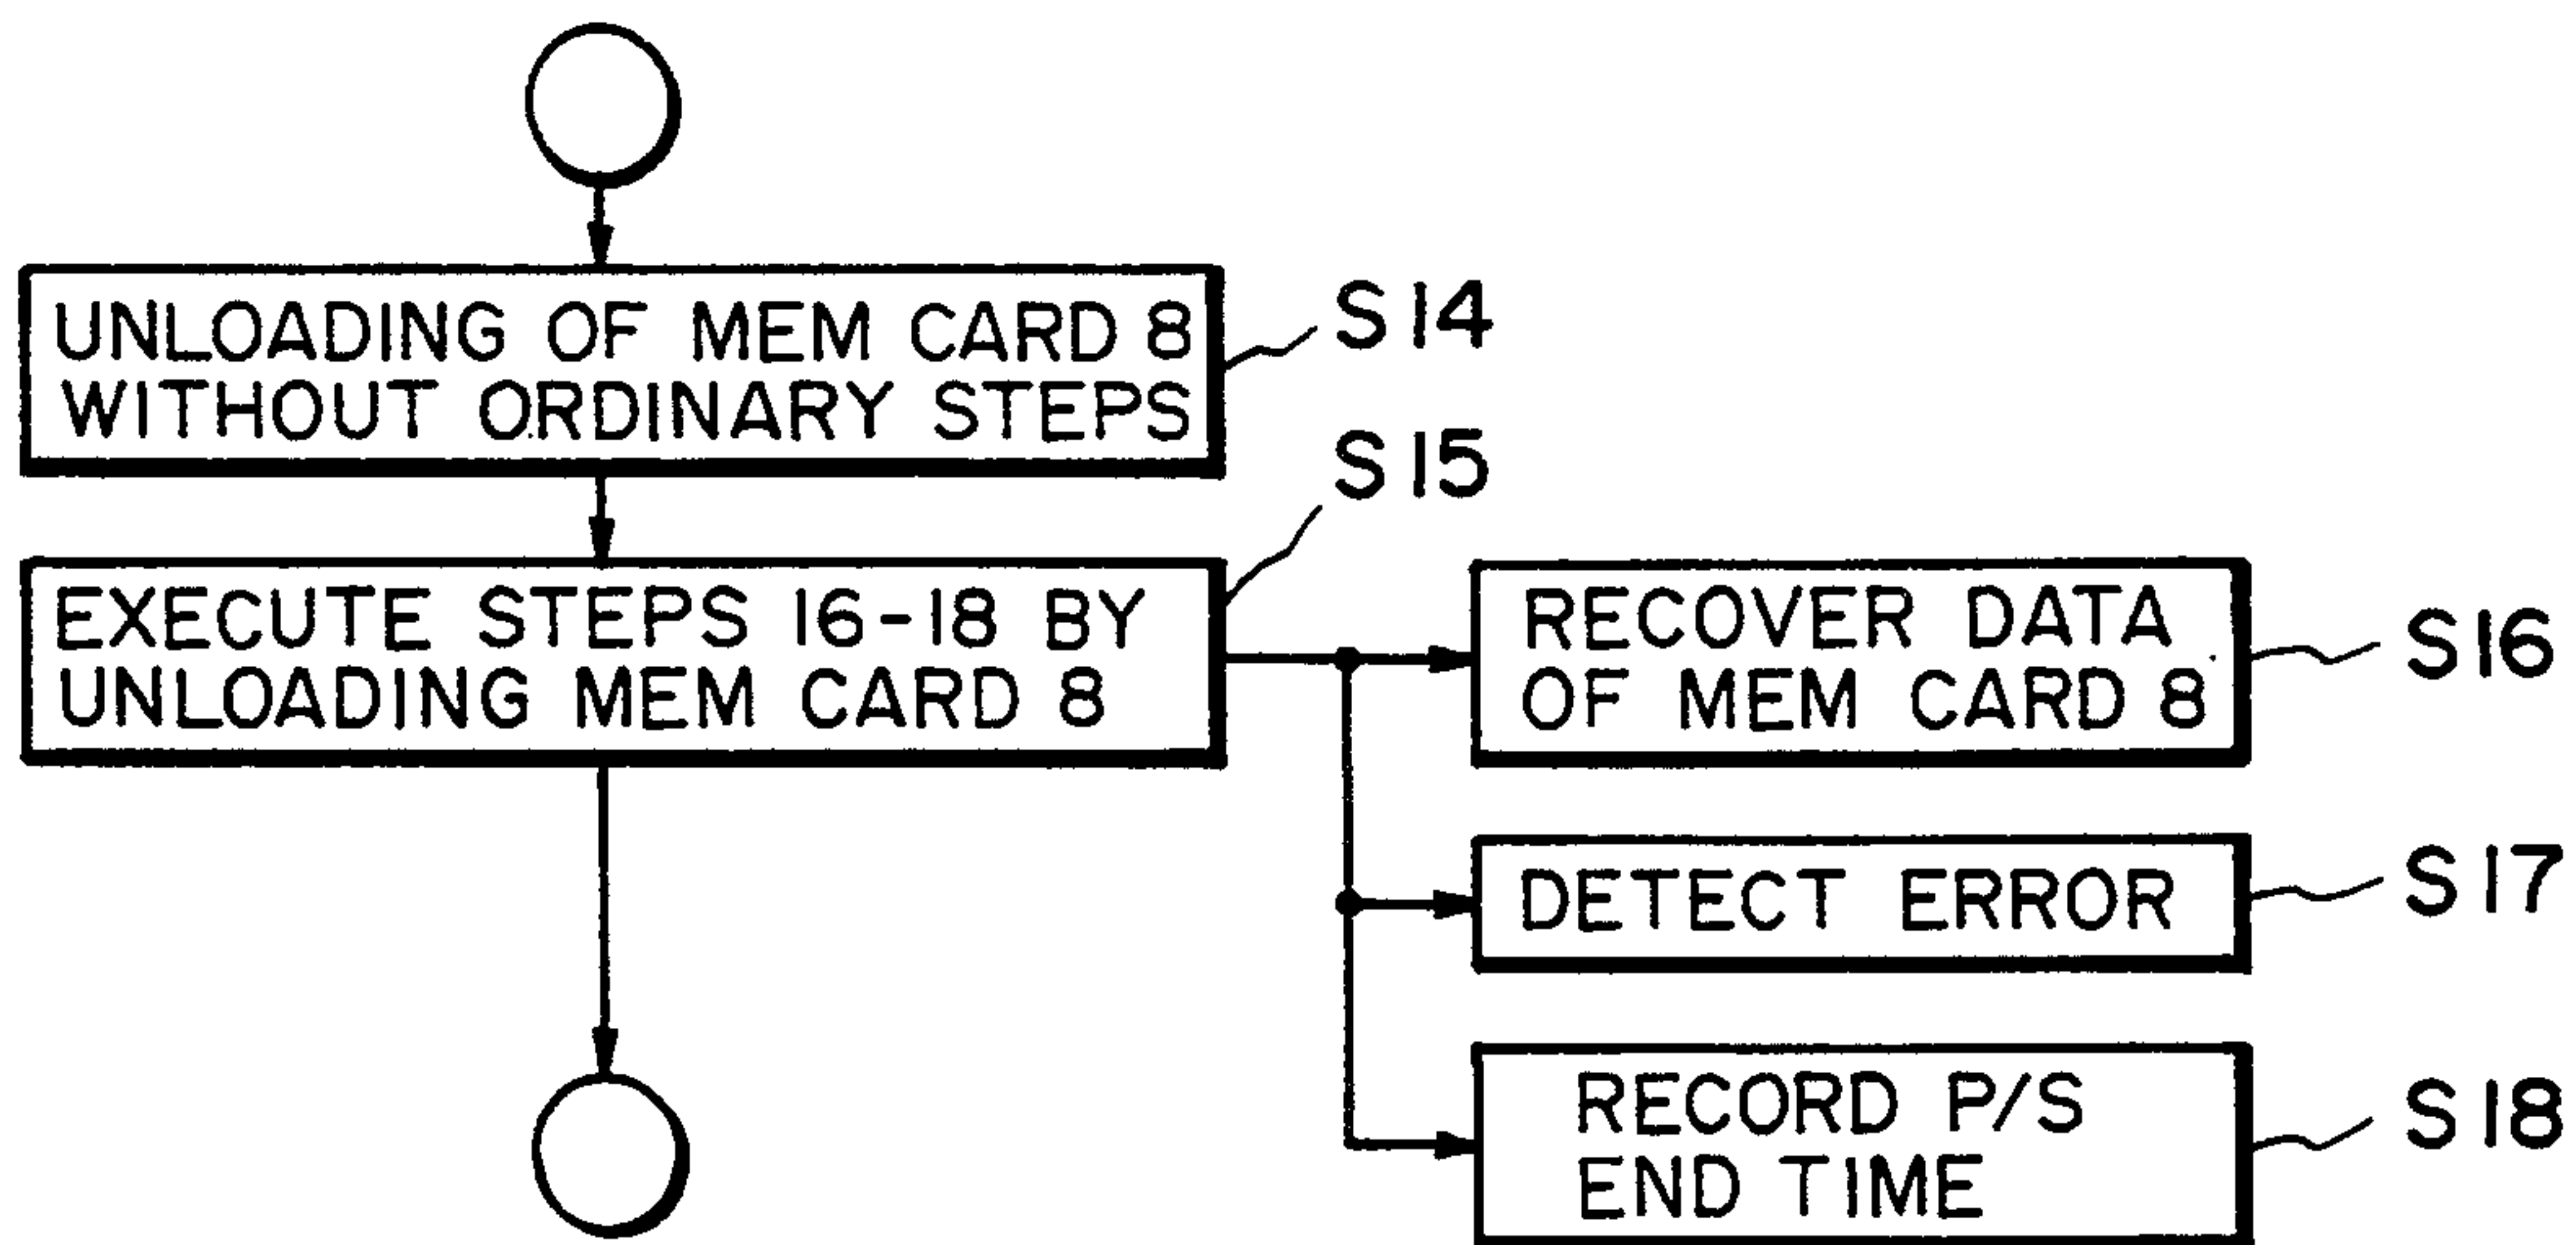 UNLOADING OF MEM CARD 8
WITHOUT ORDINARY STEPS
S14
EXECUTE STEPS 16-18 BY
UNLOADING MEM CARD 8
S15
RECOVER DATA
OF MEM CARD 8
S16
DETECT ERROR
S17
RECORD P/S
END TIME
S18